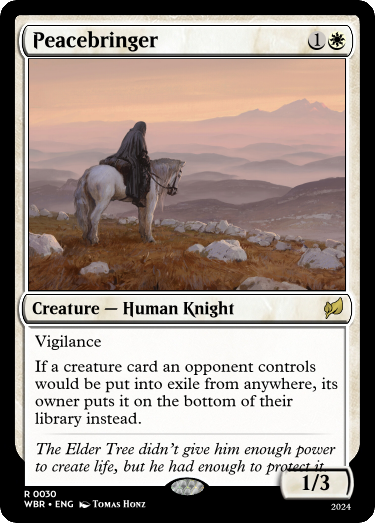 Peacebringer 1
Creature — Human Knight
Vigilance
If a creature card an opponent controls
would be put into exile from anywhere, its
owner puts it on the bottom of their
library instead.
The Elder Tree didn't give him enough power
to create life, but he had enough to protect it.
1/3
R 0030
WBR • ENG Tomas Honz
2024